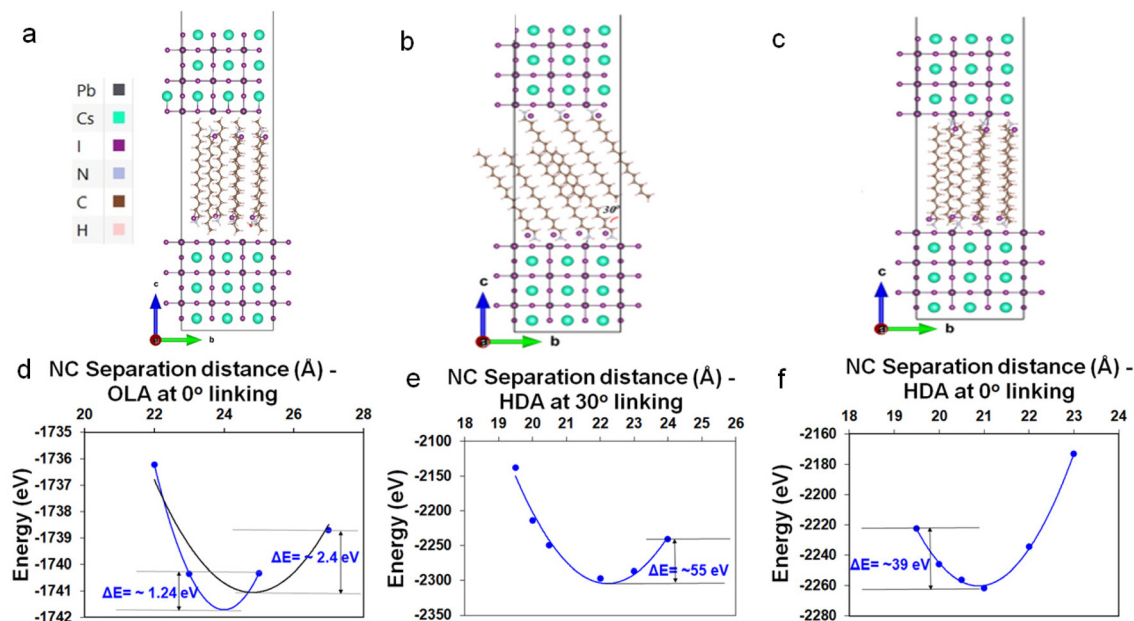 a
b
c
Pb
Cs
I
N
C
H
30°
c
b
c
a
b
c
a
b
d
NC Separation distance (Å) -
OLA at 0° linking
20 22 24 26 28
-1735
-1736
-1737
-1738
-1739
-1740
-1741
-1742
Energy (eV)
ΔE= ~ 2.4 eV
ΔE= ~ 1.24 eV
e
NC Separation distance (Å) -
HDA at 30° linking
18 19 20 21 22 23 24 25 26
-2100
-2150
-2200
-2250
-2300
-2350
Energy (eV)
ΔE= ~55 eV
f
NC Separation distance (Å) -
HDA at 0° linking
18 19 20 21 22 23 24
-2160
-2180
-2200
-2220
-2240
-2260
-2280
Energy (eV)
ΔE= ~39 eV